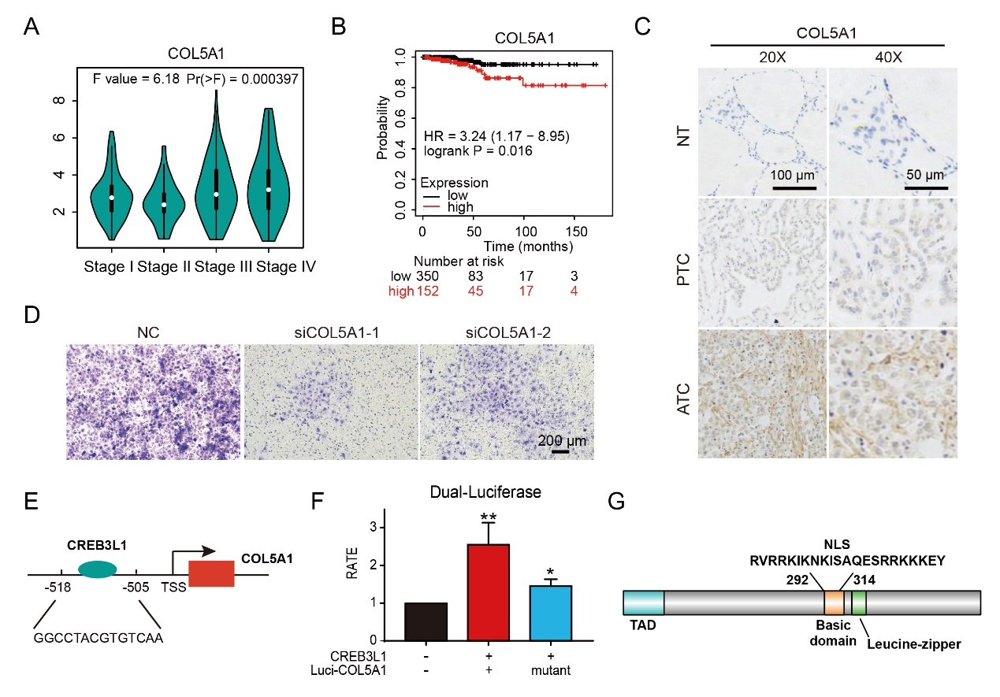 A
COL5A1
F value = 6.18 Pr(>F) = 0.000397
8
6
4
2
Stage I Stage II Stage III Stage IV
B
COL5A1
Probability
1.0
0.8
0.6
0.4
0.2
0.0
HR = 3.24 (1.17 − 8.95)
logrank P = 0.016
Expression
low
high
0 50 100 150
Time (months)
Number at risk
low 350 83 17 3
high 152 45 17 4
C
COL5A1
20X 40X
NT
100 μm 50 μm
PTC
ATC
D
NC siCOL5A1-1 siCOL5A1-2
200 μm
E
CREB3L1
COL5A1
-518 -505 TSS
GGCCTACGTGTCAA
F
Dual-Luciferase
RATE
3
2
1
0
** *
CREB3L1 - + +
Luci-COL5A1 - + mutant
G
NLS
RVRRKIKNKISAQESRRKKKEY
292 314
TAD
Basic
domain
Leucine-zipper